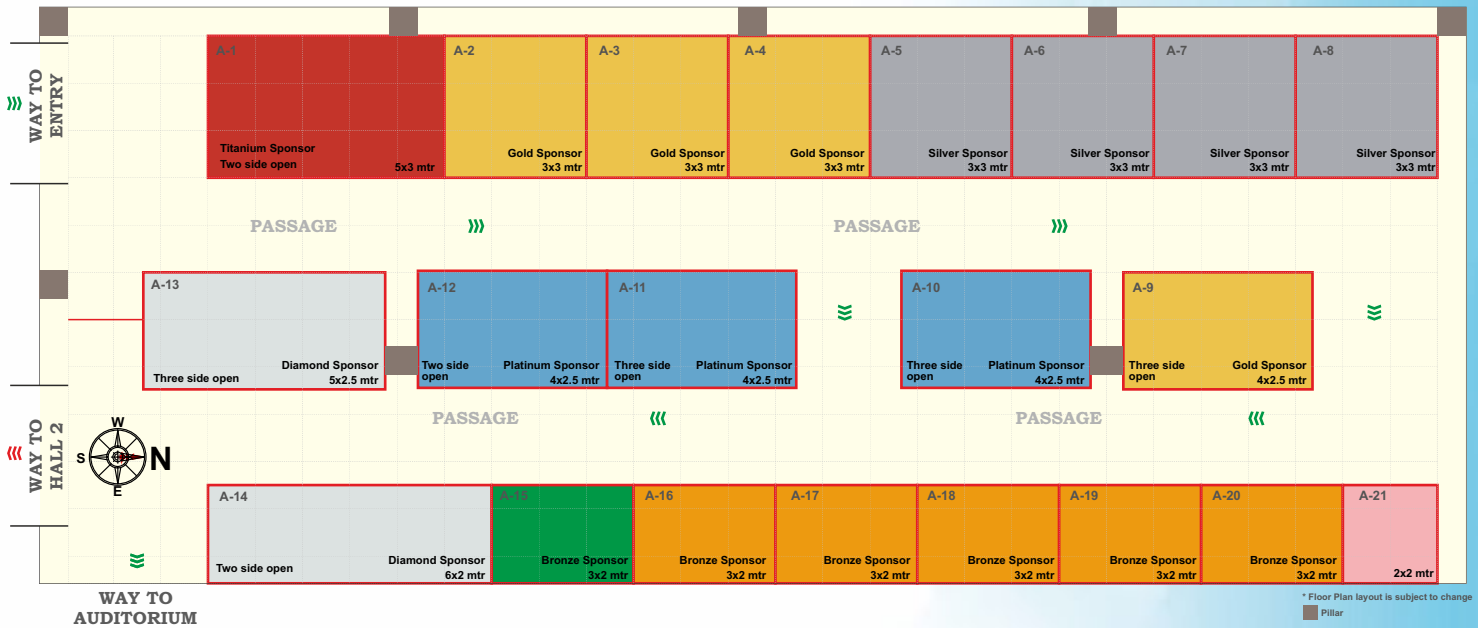 WAY TO
ENTRY
A-1
Titanium Sponsor
Two side open
5x3 mtr
A-2
Gold Sponsor
3x3 mtr
A-3
Gold Sponsor
3x3 mtr
A-4
Gold Sponsor
3x3 mtr
A-5
Silver Sponsor
3x3 mtr
A-6
Silver Sponsor
3x3 mtr
A-7
Silver Sponsor
3x3 mtr
A-8
Silver Sponsor
3x3 mtr
PASSAGE
PASSAGE
A-13
Three side open
Diamond Sponsor
5x2.5 mtr
A-12
Two side
open
Platinum Sponsor
4x2.5 mtr
A-11
Three side
open
Platinum Sponsor
4x2.5 mtr
A-10
Three side
open
Platinum Sponsor
4x2.5 mtr
A-9
Three side
open
Gold Sponsor
4x2.5 mtr
PASSAGE
PASSAGE
WAY TO
HALL 2
W
S
N
E
A-14
Two side open
Diamond Sponsor
6x2 mtr
A-15
Bronze Sponsor
3x2 mtr
A-16
Bronze Sponsor
3x2 mtr
A-17
Bronze Sponsor
3x2 mtr
A-18
Bronze Sponsor
3x2 mtr
A-19
Bronze Sponsor
3x2 mtr
A-20
Bronze Sponsor
3x2 mtr
A-21
2x2 mtr
WAY TO
AUDITORIUM
* Floor Plan layout is subject to change
Pillar